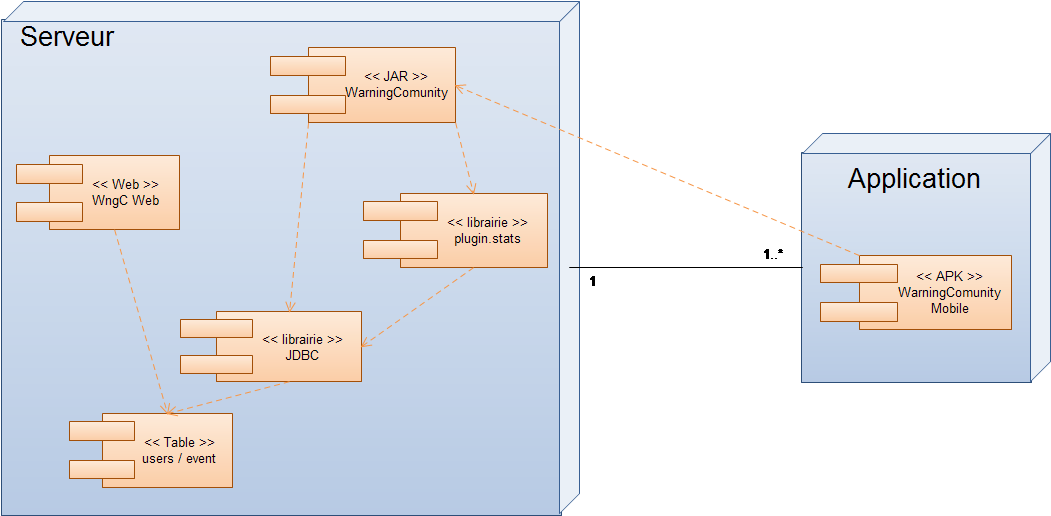 Serveur
<< JAR >>
WarningComunity
<< Web >>
WngC Web
<< librairie >>
plugin.stats
<< librairie >>
JDBC
<< Table >>
users / event
1
1..*
Application
<< APK >>
WarningComunity
Mobile